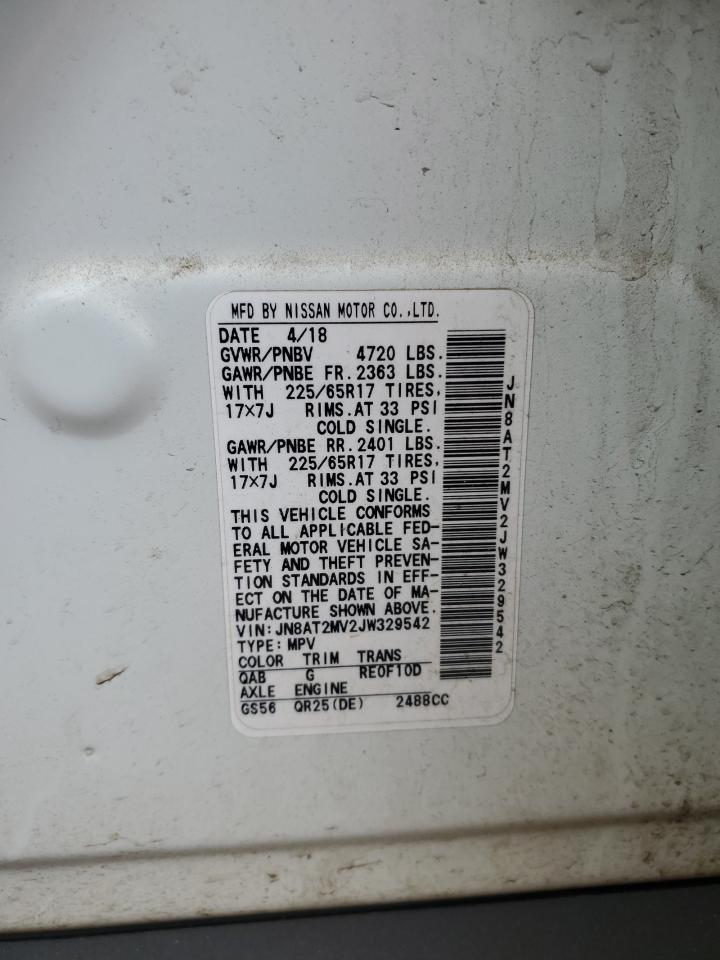 MFD BY NISSAN MOTOR CO.,LTD.
DATE 4/18
GVWR/PNBV 4720 LBS.
GAWR/PNBE FR. 2363 LBS.
WITH 225/65R17 TIRES,
17×7J RIMS.AT 33 PSI
COLD SINGLE.
GAWR/PNBE RR. 2401 LBS.
WITH 225/65R17 TIRES,
17×7J RIMS.AT 33 PSI
COLD SINGLE.
THIS VEHICLE CONFORMS
TO ALL APPLICABLE FED-
ERAL MOTOR VEHICLE SA-
FETY AND THEFT PREVEN-
TION STANDARDS IN EFF-
ECT ON THE DATE OF MA-
NUFACTURE SHOWN ABOVE.
VIN:JN8AT2MV2JW329542
TYPE:MPV
COLOR TRIM TRANS
QAB G RE0F10D
AXLE ENGINE
GS56 QR25(DE) 2488CC
JN8AT2MV2JW329542